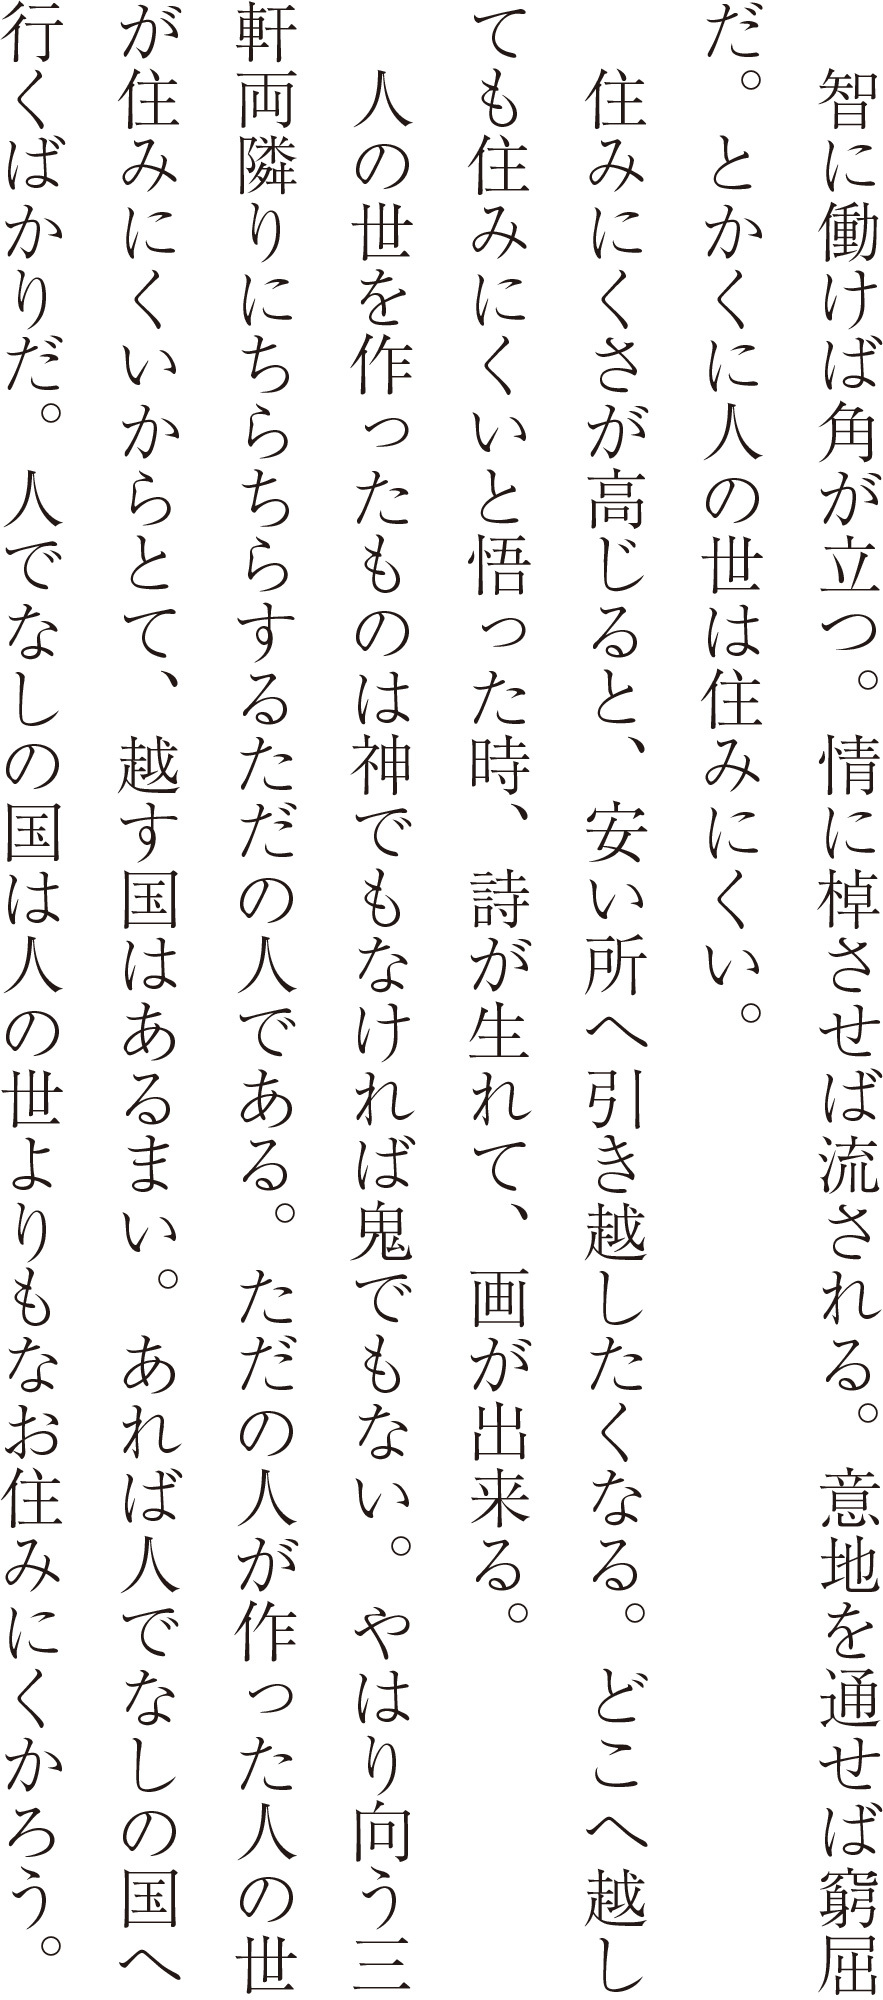 智に働けば角が立つ。情に棹させば流される。意地を通せば窮屈
だ。とかくに人の世は住みにくい。
　住みにくさが高じると、安い所へ引き越したくなる。どこへ越し
ても住みにくいと悟った時、詩が生れて、画が出来る。
　人の世を作ったものは神でもなければ鬼でもない。やはり向う三
軒両隣りにちらちらするただの人である。ただの人が作った人の世
が住みにくいからとて、越す国はあるまい。あれば人でなしの国へ
行くばかりだ。人でなしの国は人の世よりもなお住みにくかろう。